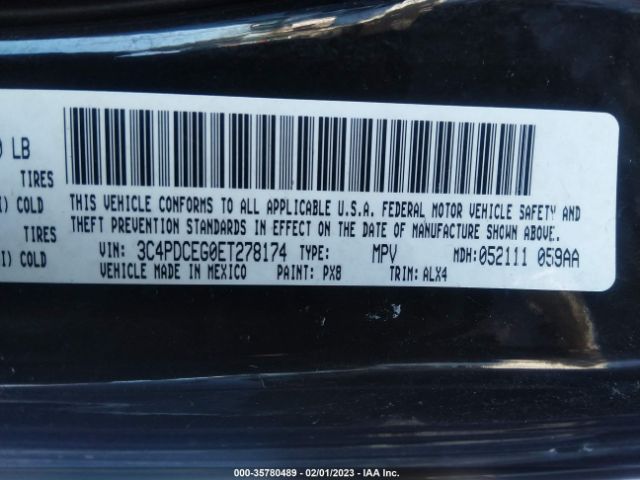 0 LB
TIRES
I) COLD
TIRES
I) COLD
THIS VEHICLE CONFORMS TO ALL APPLICABLE U.S.A. FEDERAL MOTOR VEHICLE SAFETY AND
THEFT PREVENTION STANDARDS IN EFFECT ON THE DATE OF MANUFACTURE SHOWN ABOVE.
VIN: 3C4PDCEG0ET278174 TYPE: MPV MDH:052111 059AA
VEHICLE MADE IN MEXICO PAINT: PX8 TRIM: ALX4
000-35780489 - 02/01/2023 - IAA Inc.